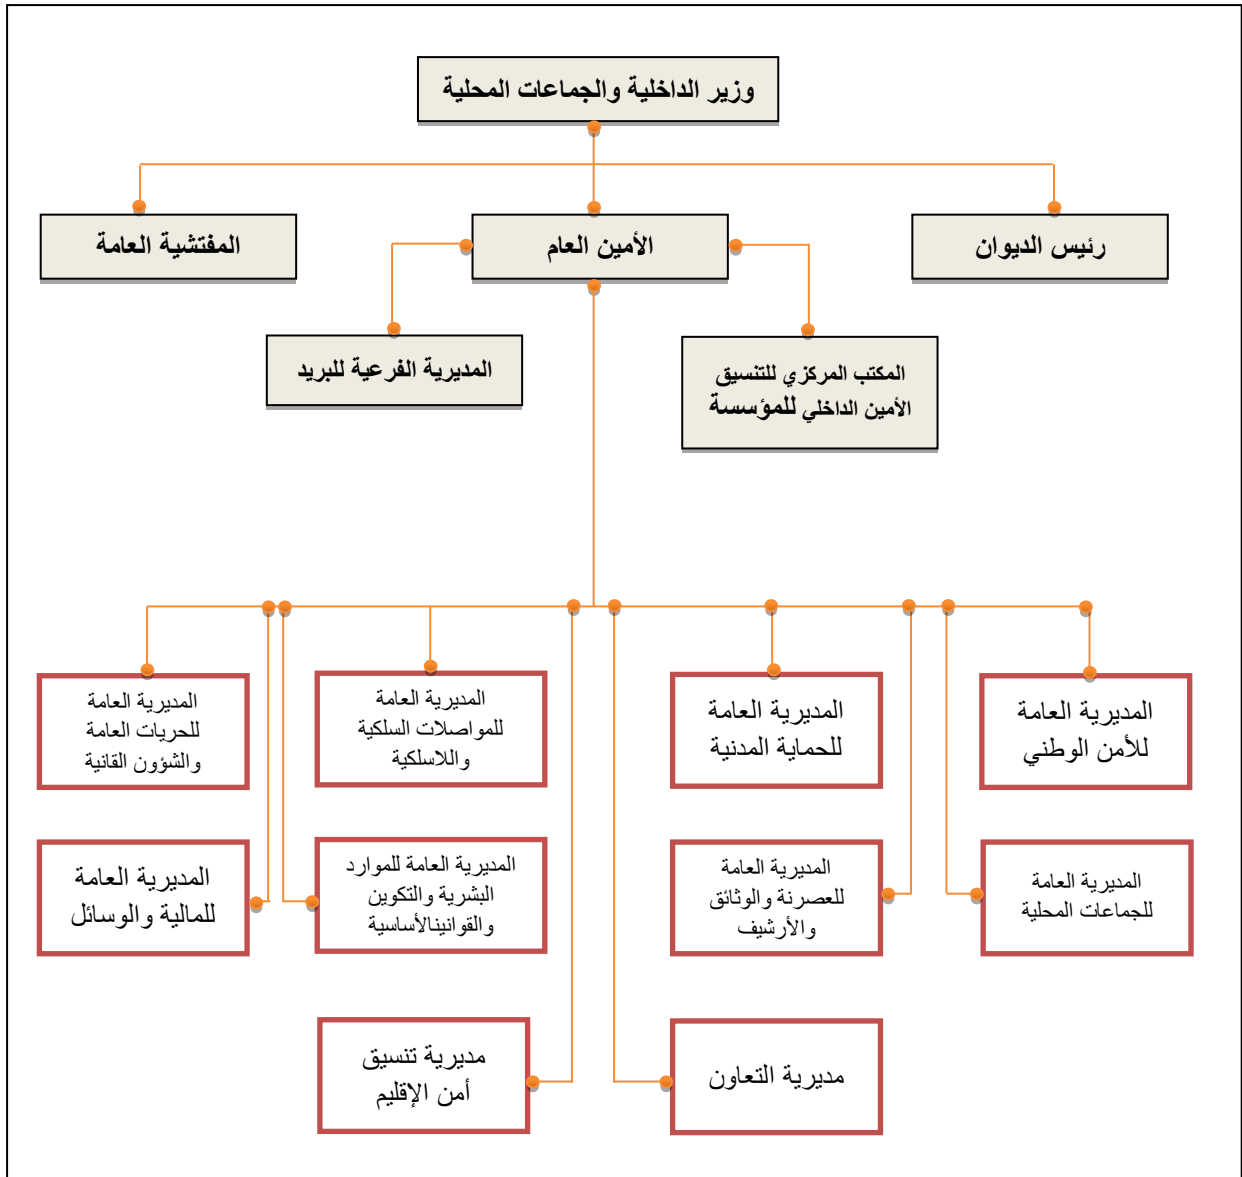 وزير الداخلية والجماعات المحلية
رئيس الديوان
الأمين العام
المفتشية العامة
المكتب المركزي للتنسيق
الأمين الداخلي للمؤسسة
المديرية الفرعية للبريد
المديرية العامة
للأمن الوطني
المديرية العامة
للحماية المدنية
المديرية العامة
للمواصلات السلكية
واللاسلكية
المديرية العامة
للحريات العامة
والشؤون القانية
المديرية العامة
للجماعات المحلية
المديرية العامة
للعصرنة والوثائق
والأرشيف
المديرية العامة للموارد
البشرية والتكوين
والقوانينالأساسية
المديرية العامة
للمالية والوسائل
مديرية التعاون
مديرية تنسيق
أمن الإقليم